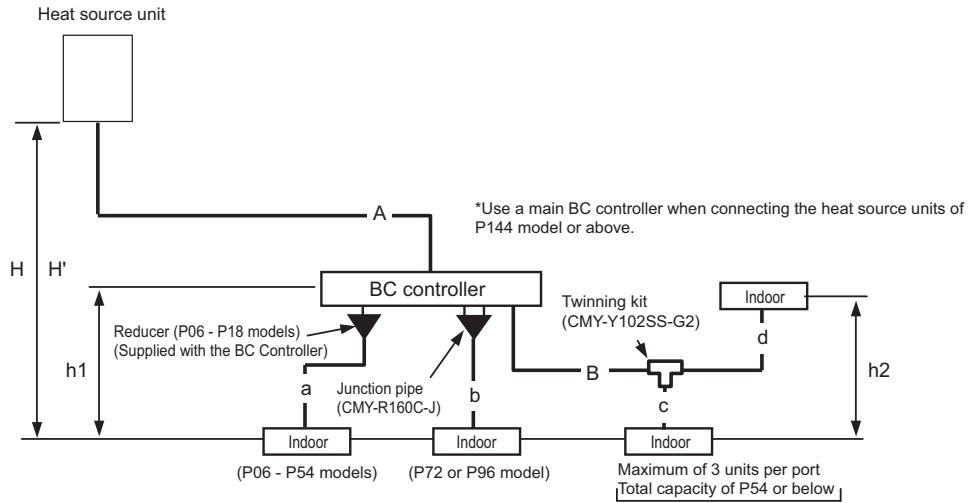 Heat source unit
A
*Use a main BC controller when connecting the heat source units of
P144 model or above.
H
H'
BC controller
Twinning kit
(CMY-Y102SS-G2)
Indoor
Reducer (P06 - P18 models)
(Supplied with the BC Controller)
h1
a
Junction pipe
(CMY-R160C-J)
b
B
d
c
h2
Indoor
Indoor
Indoor
(P06 - P54 models)
(P72 or P96 model)
Maximum of 3 units per port
Total capacity of P54 or below